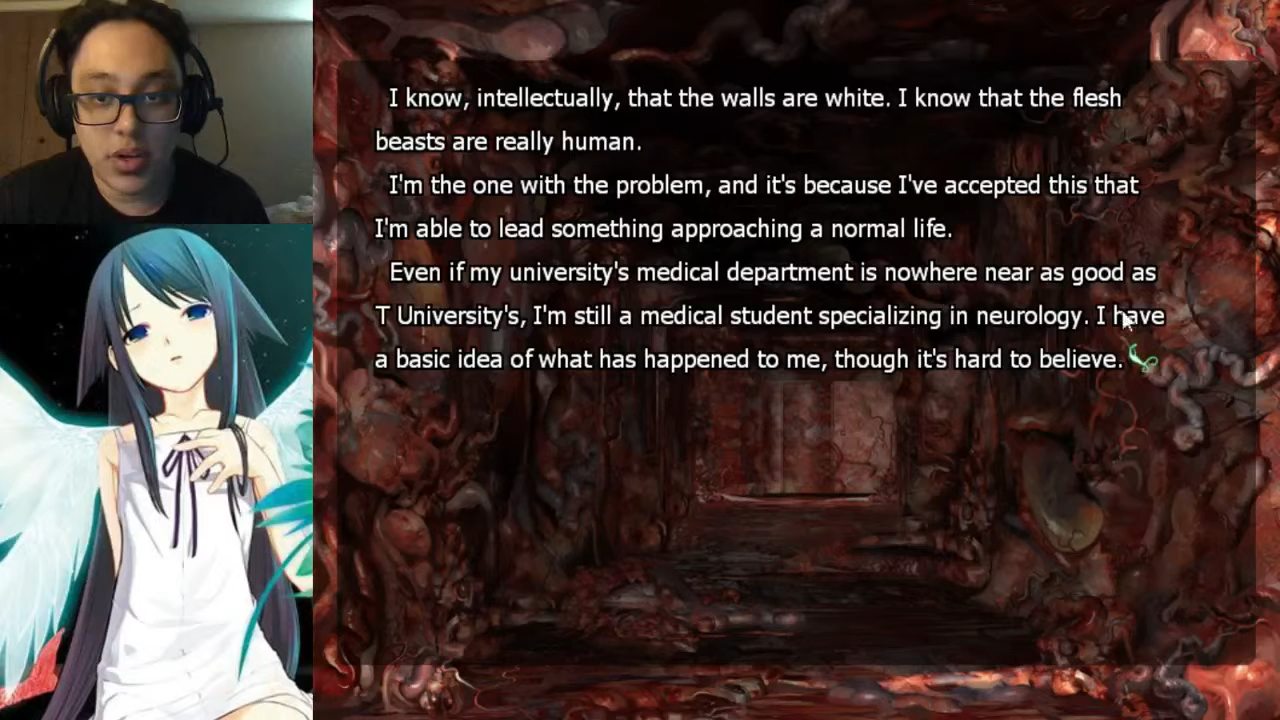 I know, intellectually, that the walls are white. I know that the flesh
beasts are really human.
I'm the one with the problem, and it's because I've accepted this that
I'm able to lead something approaching a normal life.
Even if my university's medical department is nowhere near as good as
T University's, I'm still a medical student specializing in neurology. I have
a basic idea of what has happened to me, though it's hard to believe.